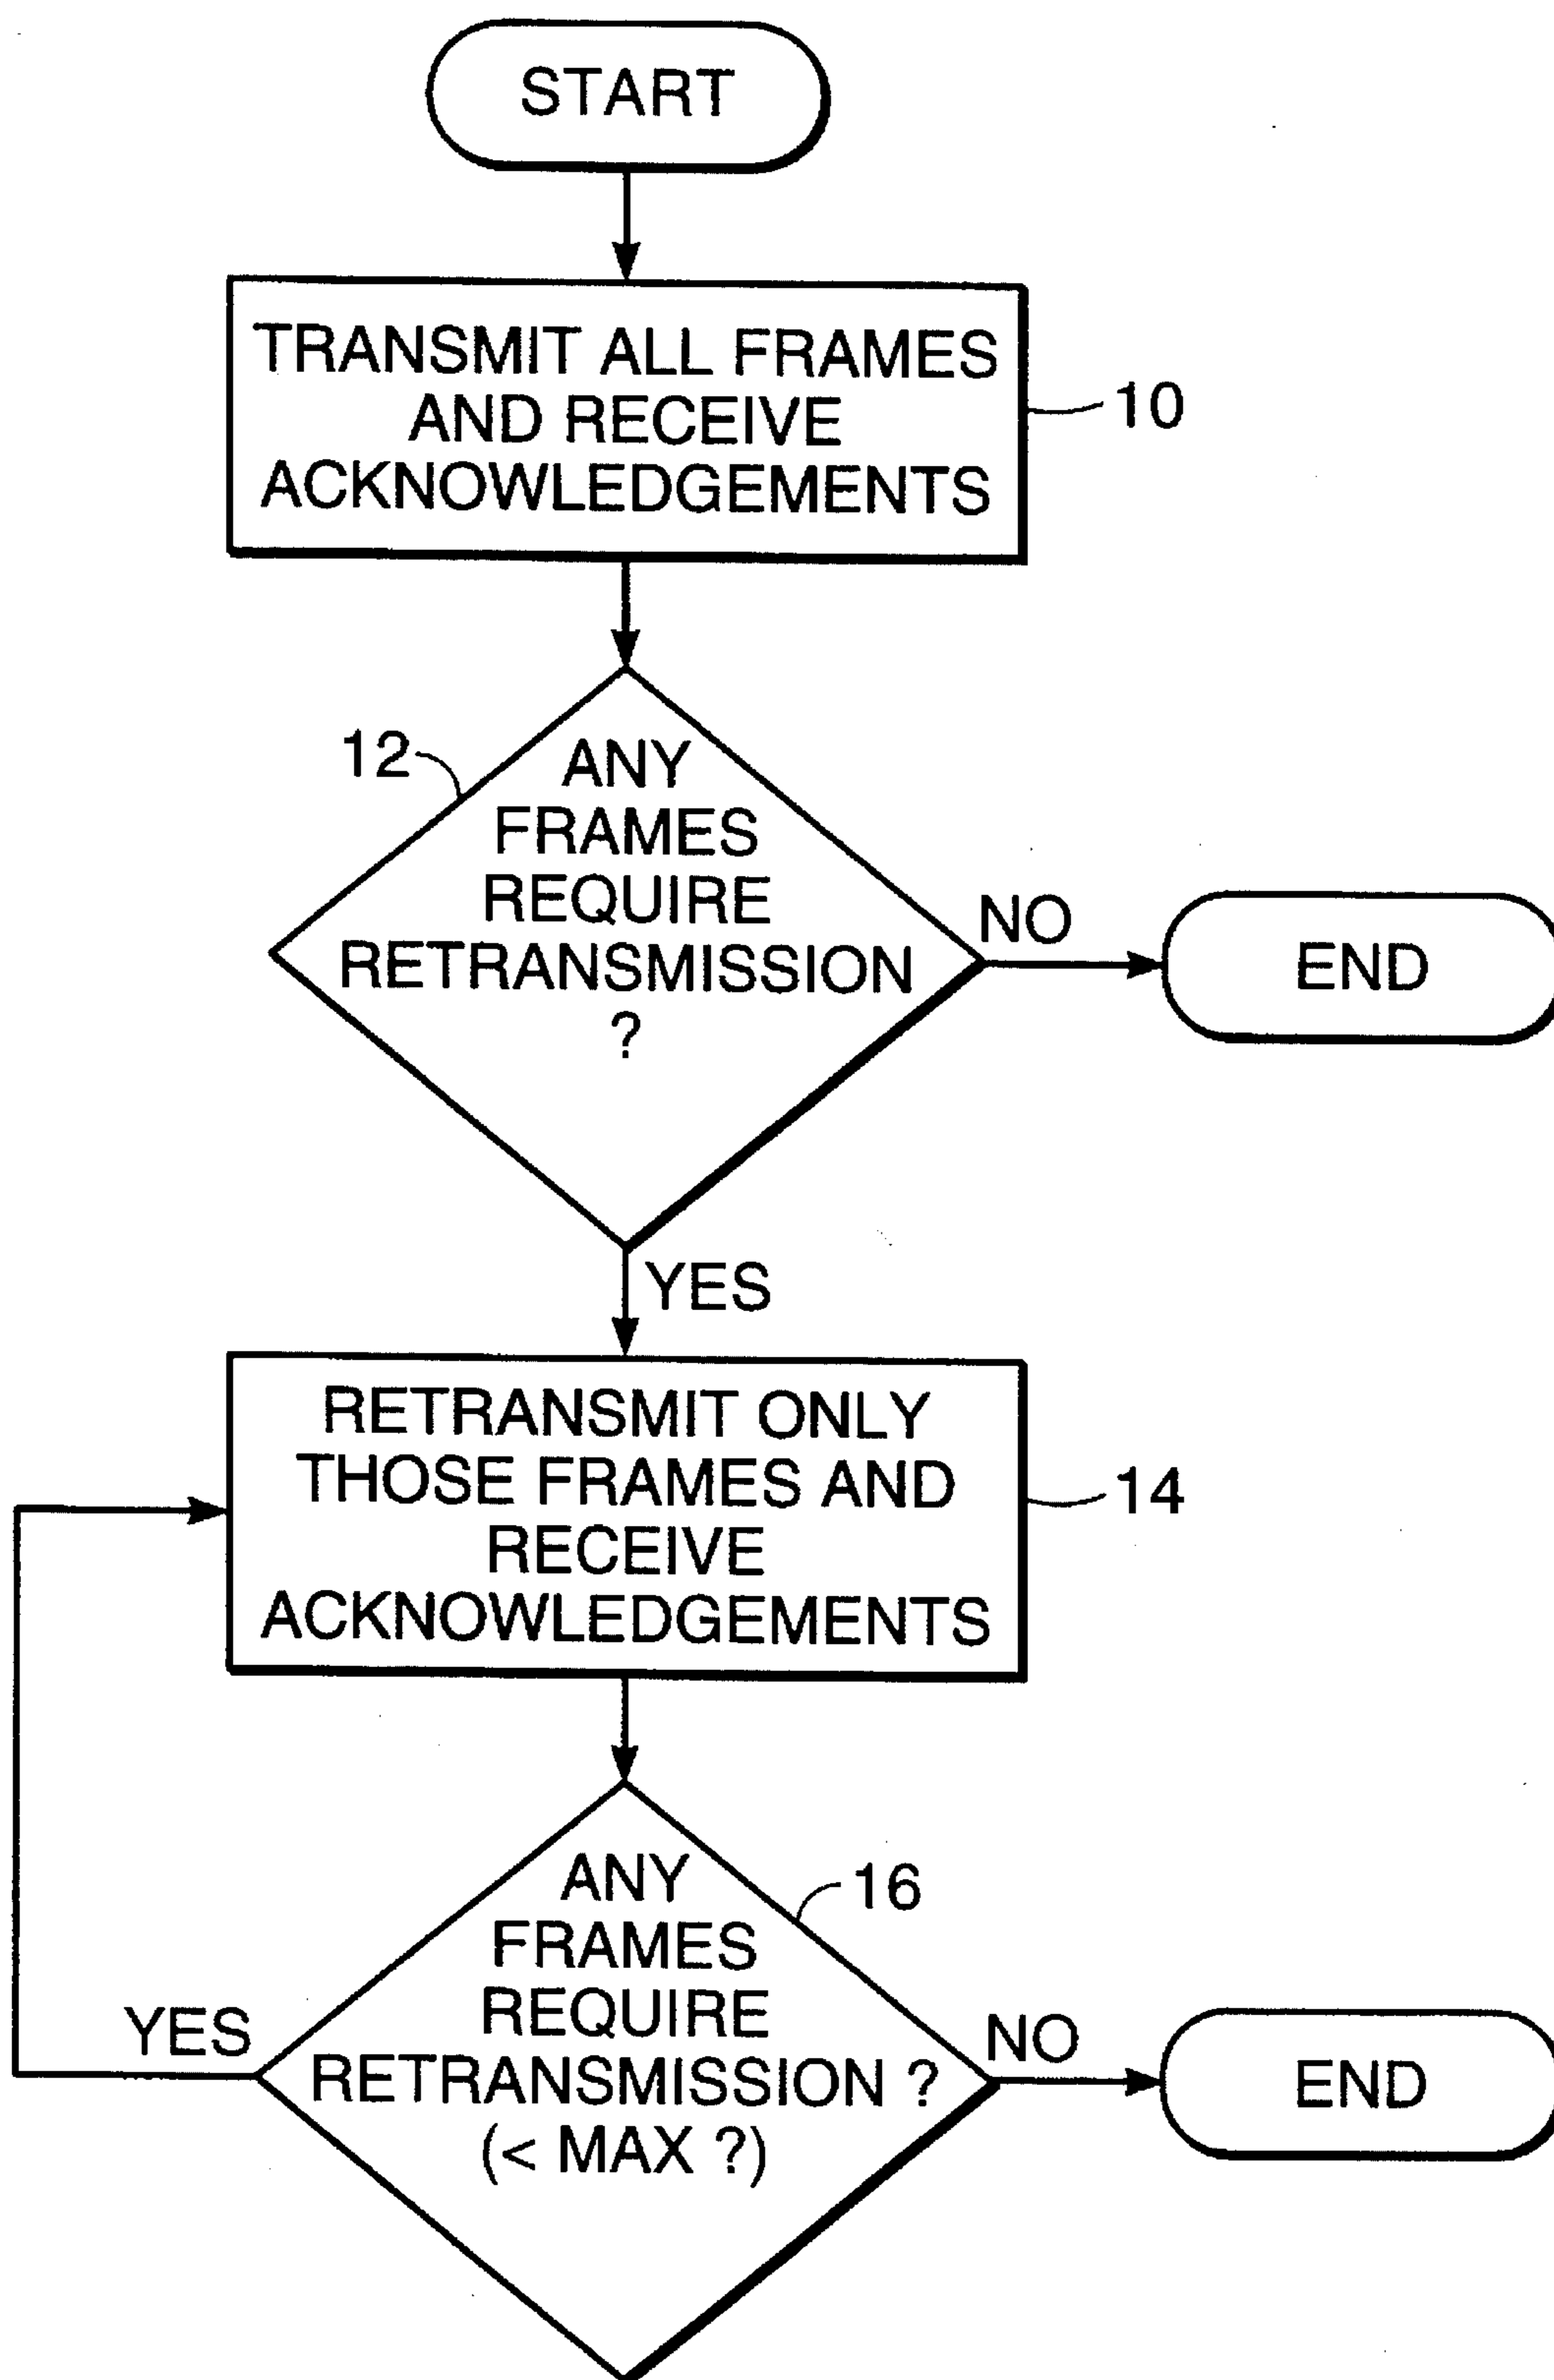 START
TRANSMIT ALL FRAMES
AND RECEIVE
ACKNOWLEDGEMENTS
10
12
ANY
FRAMES
REQUIRE
RETRANSMISSION
?
NO
END
YES
RETRANSMIT ONLY
THOSE FRAMES AND
RECEIVE
ACKNOWLEDGEMENTS
14
16
ANY
FRAMES
REQUIRE
RETRANSMISSION ?
(< MAX ?)
YES
NO
END